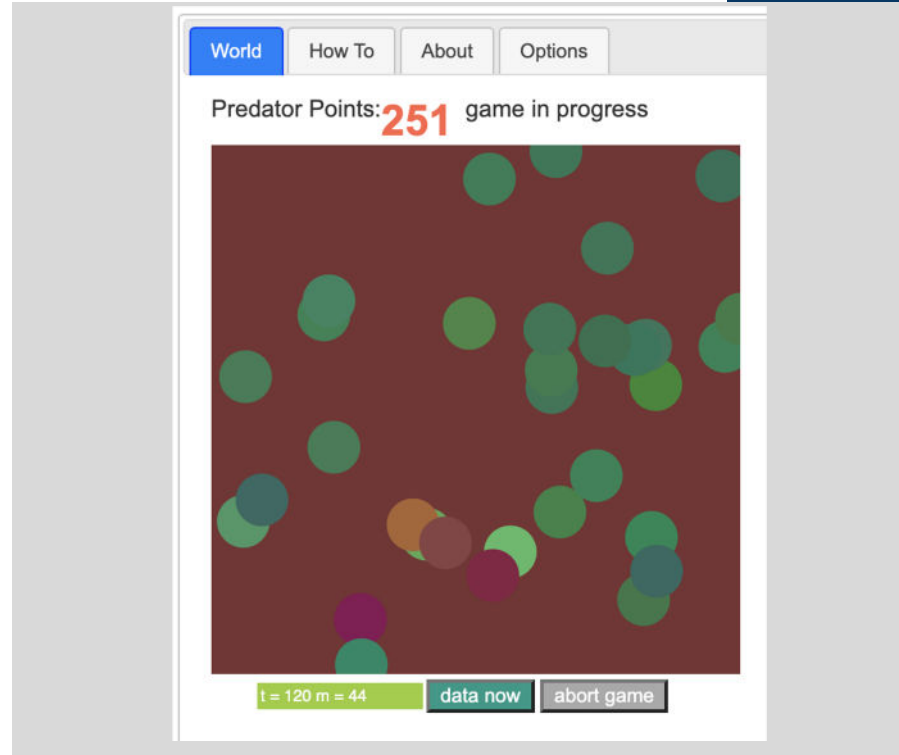 World How To About Options
Predator Points: 251 game in progress
t = 120 m = 44 data now abort game